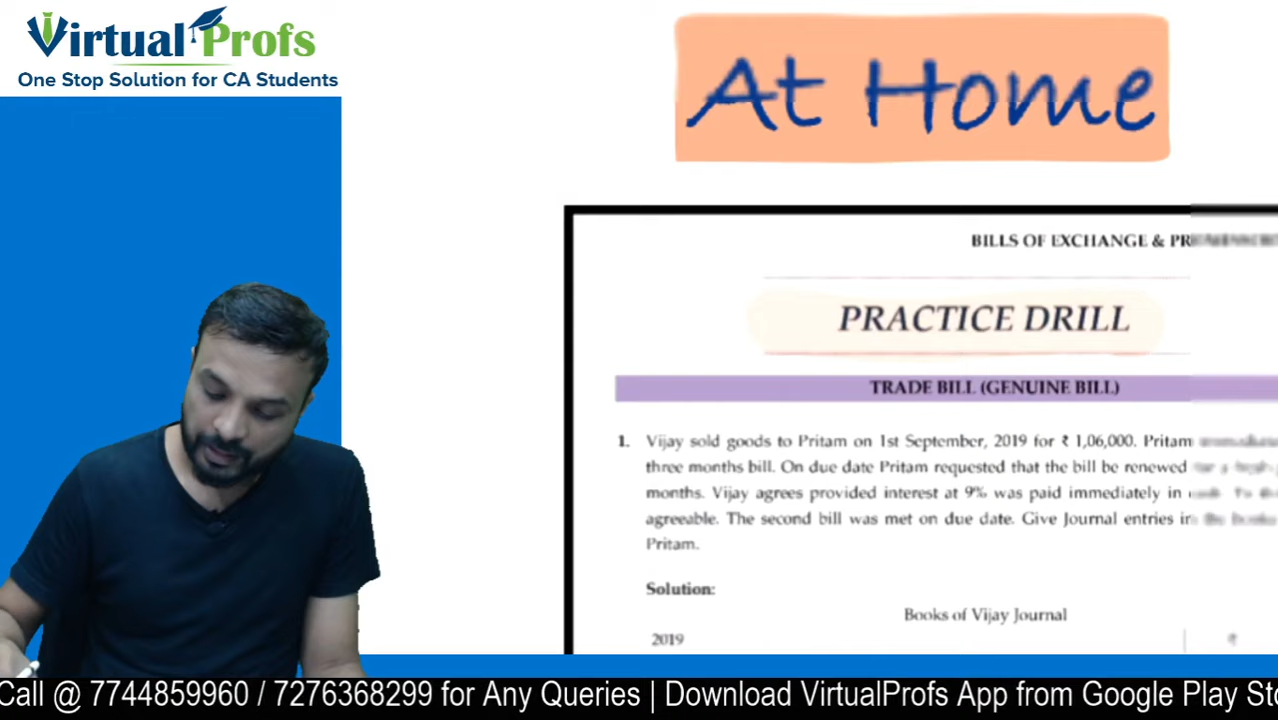 VirtualProfs
One Stop Solution for CA Students
At Home
BILLS OF EXCHANGE &
PRACTICE DRILL
TRADE BILL (GENUINE BILL)
1. Vijay sold goods to Pritam on 1st September, 2019 for ₹ 1,06,000. Pritam
three months bill. On due date Pritam requested that the bill be renewed
months. Vijay agrees provided interest at 9% was paid immediately in
agreeable. The second bill was met on due date. Give Journal entries in
Pritam.
Solution:
Books of Vijay Journal
2019 ₹
Call @ 7744859960 / 7276368299 for Any Queries | Download VirtualProfs App from Google Play Sto